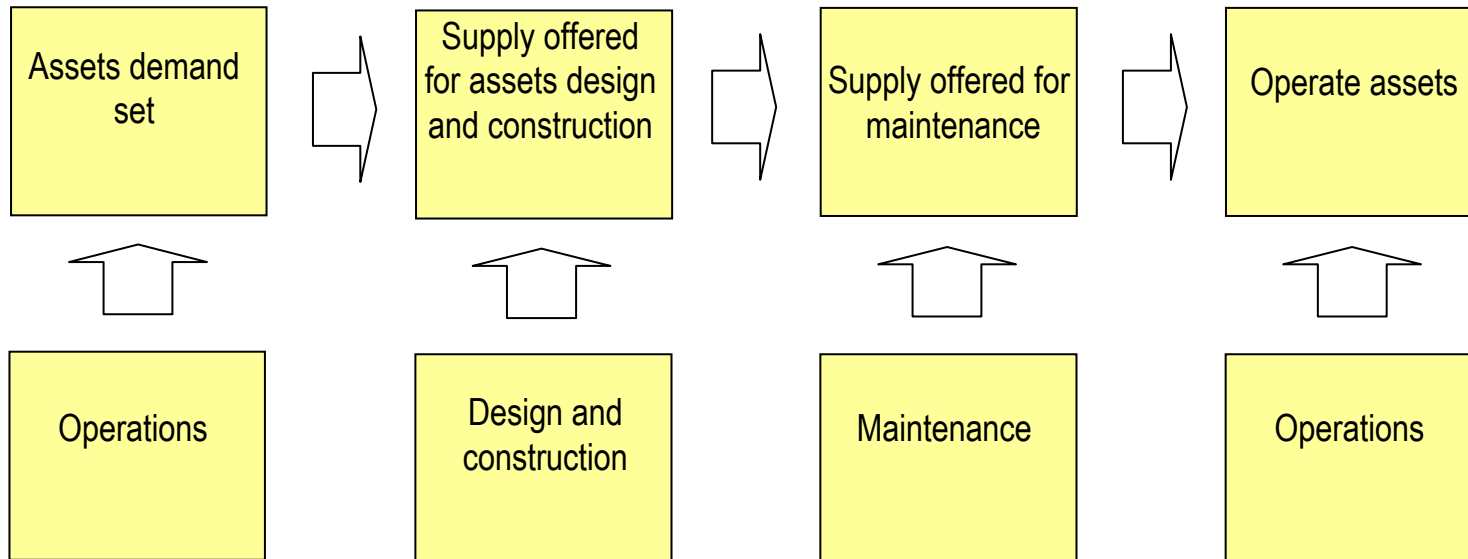 Assets demand
set
Supply offered
for assets design
and construction
Supply offered for
maintenance
Operate assets
Operations
Design and
construction
Maintenance
Operations